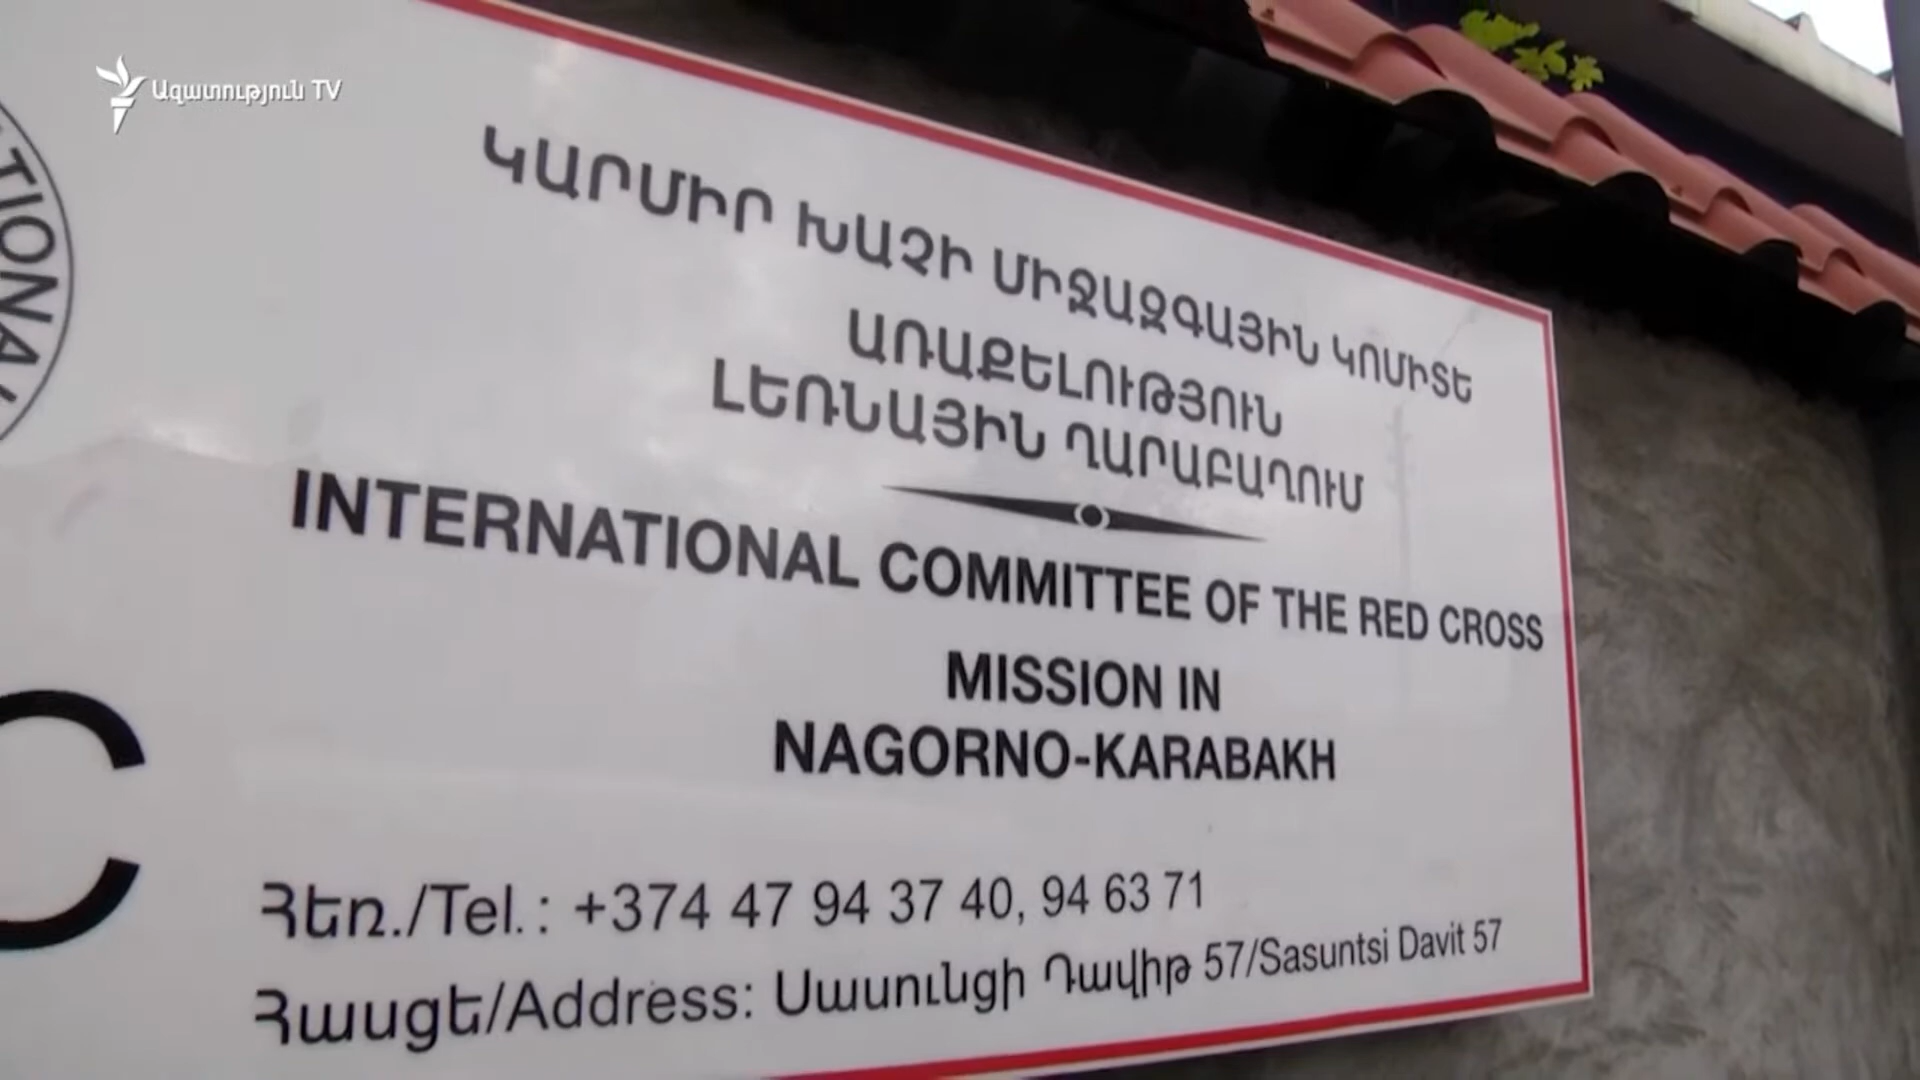 Ազատություն TV
TIONAL
ԿԱՐՄԻՐ ԽԱՉԻ ՄԻՋԱԶԳԱՅԻՆ ԿՈՄԻՏԵ
ԱՌԱՔԵԼՈՒԹՅՈՒՆ
ԼԵՌՆԱՅԻՆ ՂԱՐԱԲԱՂՈՒՄ
INTERNATIONAL COMMITTEE OF THE RED CROSS
MISSION IN
NAGORNO-KARABAKH
C
Հեռ./Tel.: +374 47 94 37 40, 94 63 71
Հասցե/Address: Սասունցի Դավիթ 57/Sasuntsi Davit 57